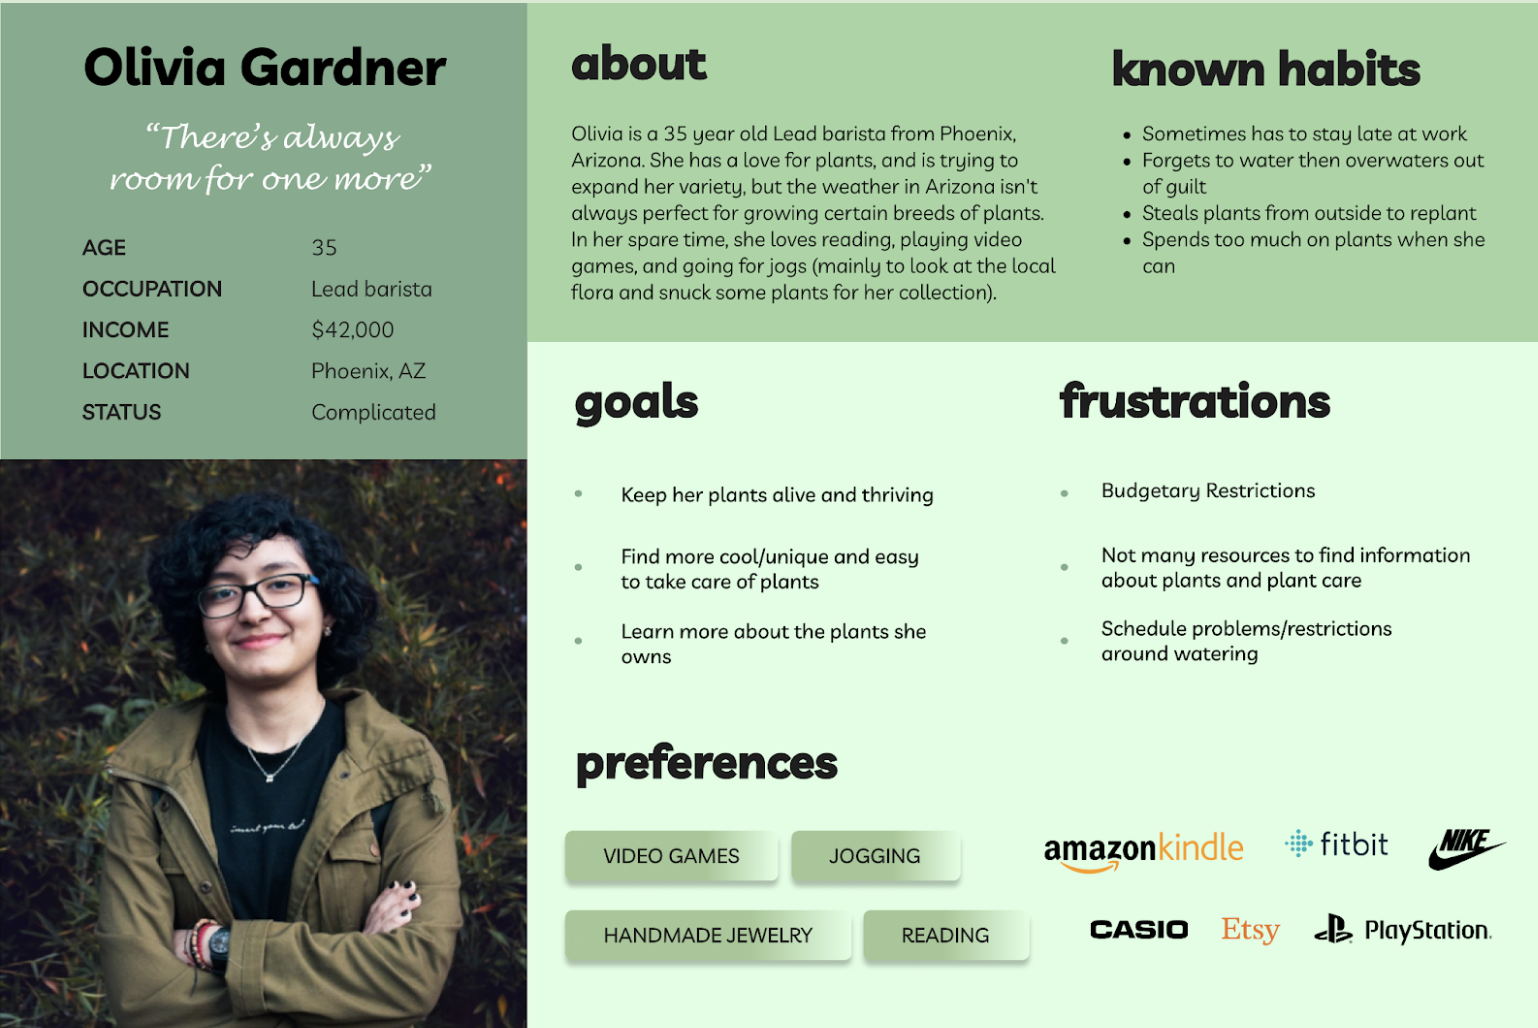 Olivia Gardner
“There’s always
room for one more”
AGE 35
OCCUPATION Lead barista
INCOME $42,000
LOCATION Phoenix, AZ
STATUS Complicated
about
Olivia is a 35 year old Lead barista from Phoenix,
Arizona. She has a love for plants, and is trying to
expand her variety, but the weather in Arizona isn't
always perfect for growing certain breeds of plants.
In her spare time, she loves reading, playing video
games, and going for jogs (mainly to look at the local
flora and snuck some plants for her collection).
known habits
• Sometimes has to stay late at work
• Forgets to water then overwaters out
of guilt
• Steals plants from outside to replant
• Spends too much on plants when she
can
goals
• Keep her plants alive and thriving
• Find more cool/unique and easy
to take care of plants
• Learn more about the plants she
owns
frustrations
• Budgetary Restrictions
• Not many resources to find information
about plants and plant care
• Schedule problems/restrictions
around watering
preferences
VIDEO GAMES JOGGING
HANDMADE JEWELRY READING
amazonkindle fitbit NIKE
CASIO Etsy PlayStation.